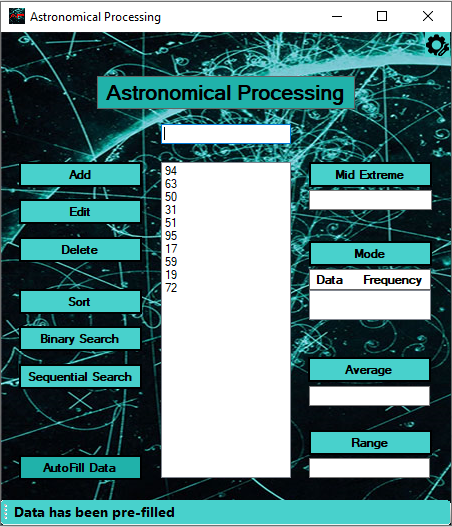 Astronomical Processing
Astronomical Processing
Add
Edit
Delete
Sort
Binary Search
Sequential Search
AutoFill Data
94
63
50
31
51
95
17
59
19
72
Mid Extreme
Mode
Data Frequency
Average
Range
Data has been pre-filled